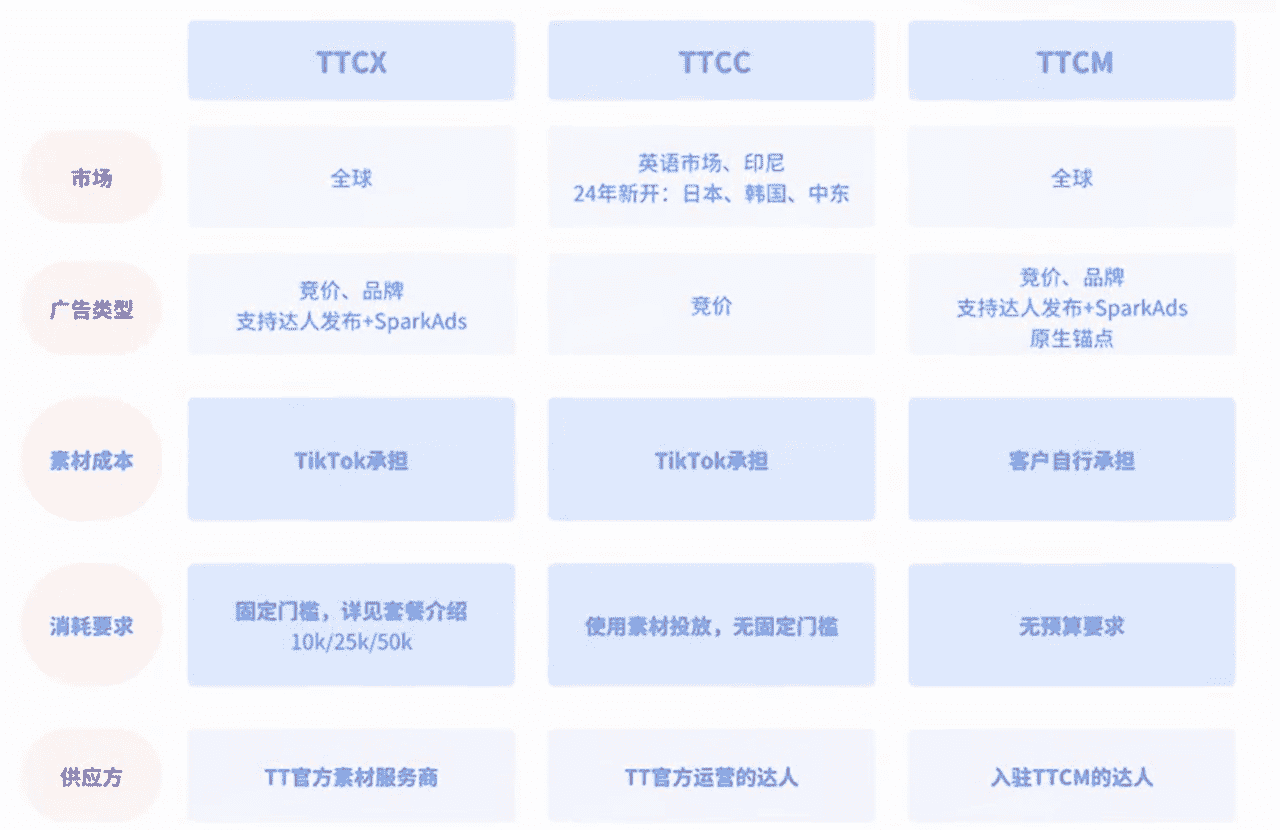 TTCX
TTCC
TTCM
市场
全球
英语市场、印尼
24年新开：日本、韩国、中东
全球
广告类型
竞价、品牌
支持达人发布+SparkAds
竞价
竞价、品牌
支持达人发布+SparkAds
原生锚点
素材成本
TikTok承担
TikTok承担
客户自行承担
消耗要求
固定门槛，详见套餐介绍
10k/25k/50k
使用素材投放，无固定门槛
无预算要求
供应方
TT官方素材服务商
TT官方运营的达人
入驻TTCM的达人